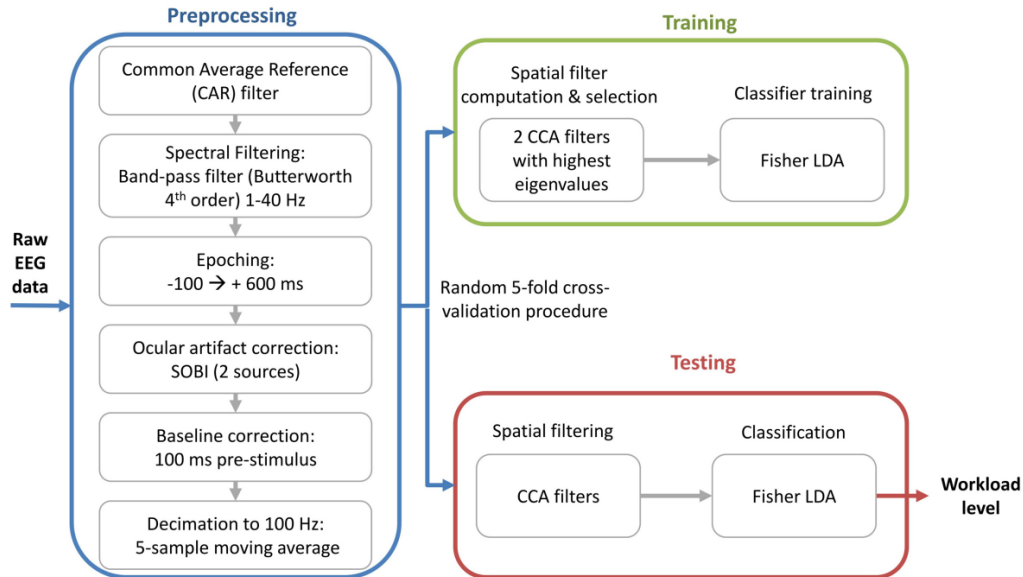 Preprocessing
Common Average Reference
(CAR) filter
Spectral Filtering:
Band-pass filter (Butterworth
4th order) 1-40 Hz
Raw
EEG
data
Epoching:
-100 → + 600 ms
Ocular artifact correction:
SOBI (2 sources)
Baseline correction:
100 ms pre-stimulus
Decimation to 100 Hz:
5-sample moving average
Training
Spatial filter
computation & selection
2 CCA filters
with highest
eigenvalues
Classifier training
Fisher LDA
Random 5-fold cross-
validation procedure
Testing
Spatial filtering
CCA filters
Classification
Fisher LDA
Workload
level